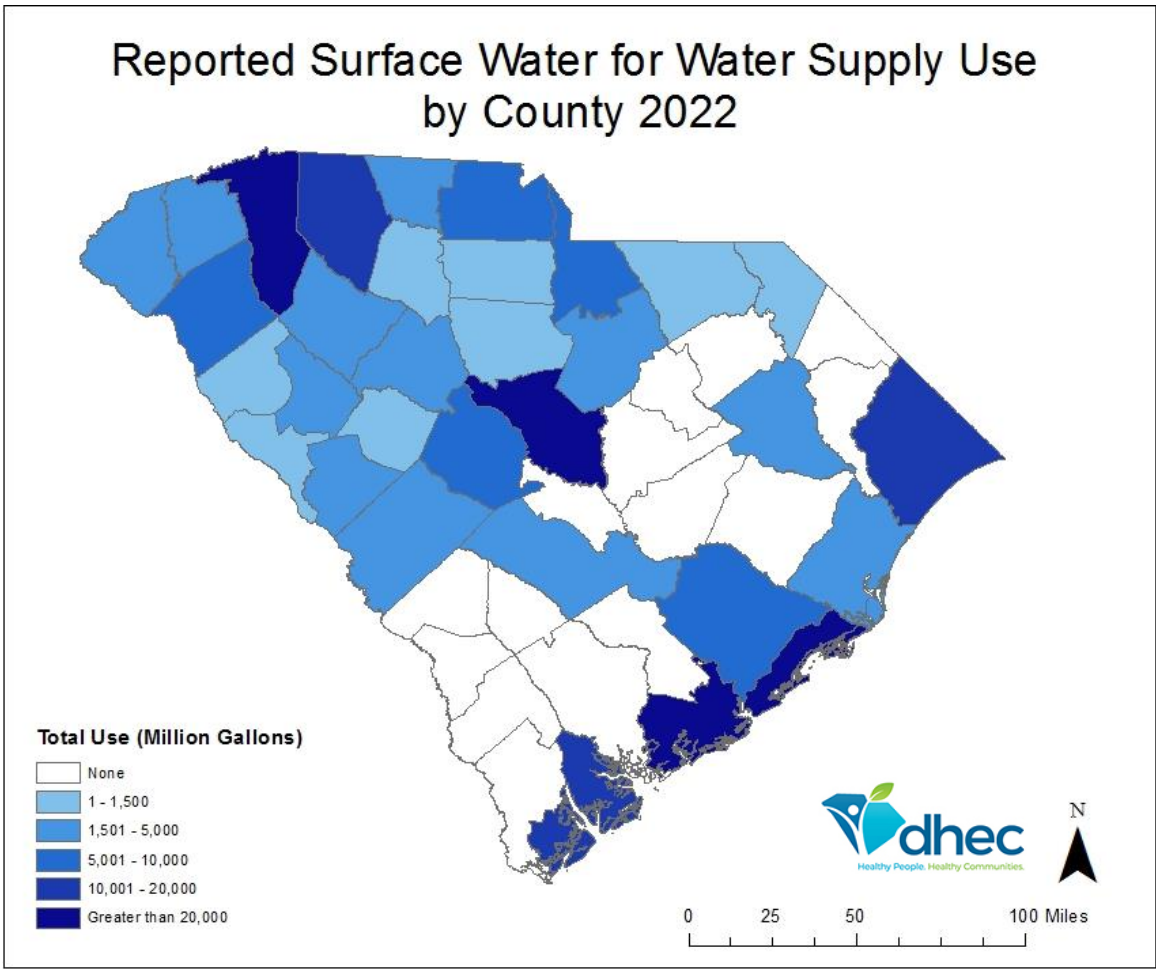 Reported Surface Water for Water Supply Use
by County 2022
Total Use (Million Gallons)
None
1 - 1,500
1,501 - 5,000
5,001 - 10,000
10,001 - 20,000
Greater than 20,000
dhec
Healthy People. Healthy Communities.
N
0 25 50 100 Miles